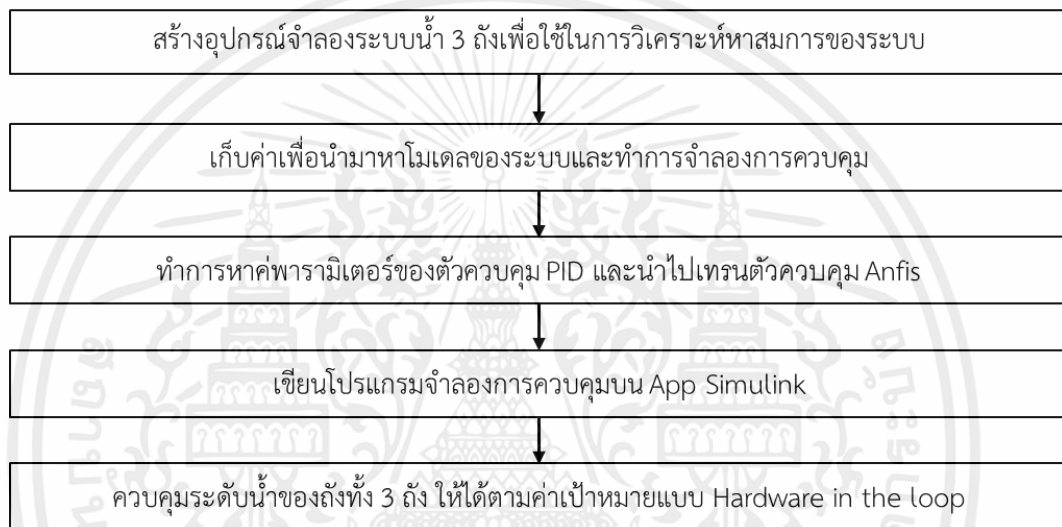 สร้างอุปกรณ์จำลองระบบน้ำ 3 ถังเพื่อใช้ในการวิเคราะห์หาสมการของระบบ
เก็บค่าเพื่อนำมาหาโมเดลของระบบและทำการจำลองการควบคุม
ทำการหาค่พารามิเตอร์ของตัวควบคุม PID และนำไปเทรนตัวควบคุม Anfis
เขียนโปรแกรมจำลองการควบคุมบน App Simulink
ควบคุมระดับน้ำของถังทั้ง 3 ถัง ให้ได้ตามค่าเป้าหมายแบบ Hardware in the loop